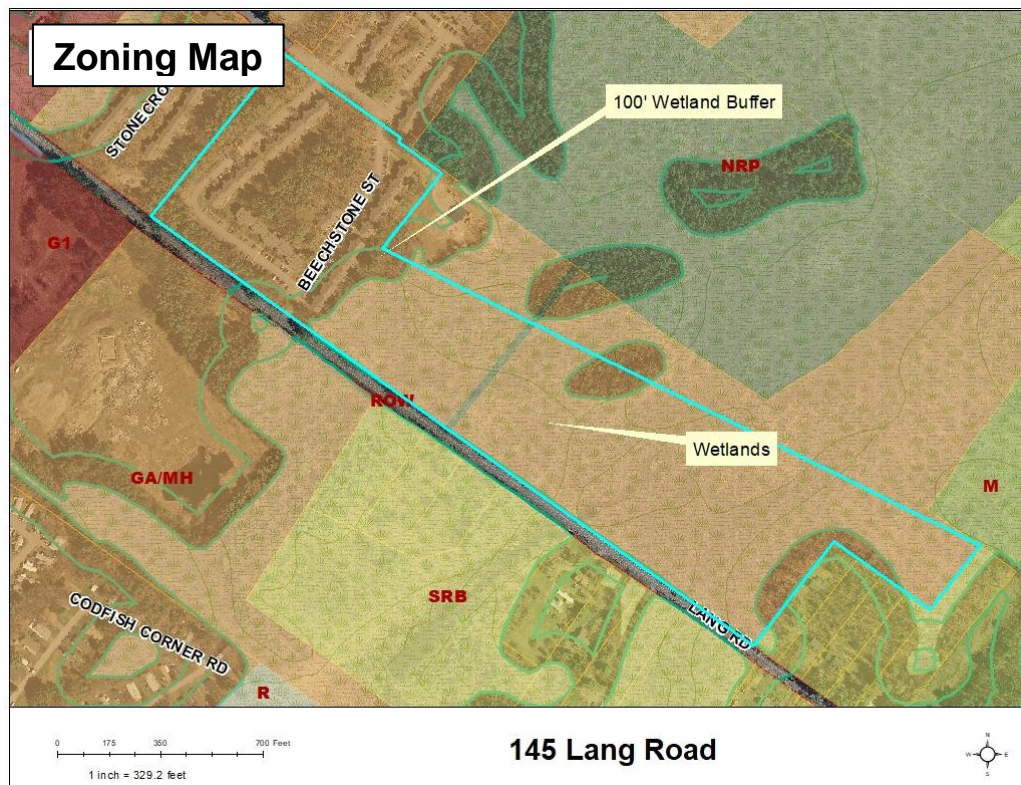 Zoning Map
STONECRO
100' Wetland Buffer
NRP
BEECHSTONE ST
G1
ROW
Wetlands
GA/MH
M
SRB
LANG RD
CODFISH CORNER RD
R
0 175 350 700 Feet
1 inch = 329.2 feet
145 Lang Road
N
W E
S